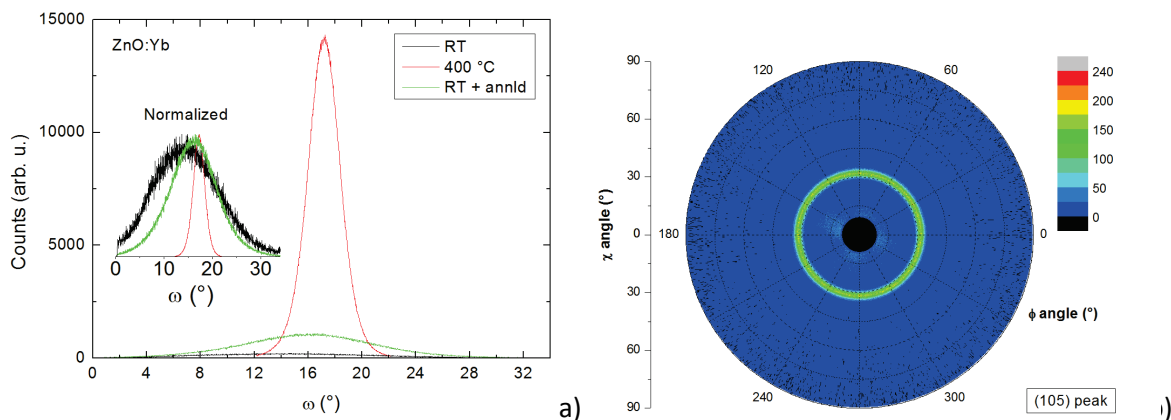 15000
ZnO:Yb
RT
400 °C
RT + annld
Normalized
10000
5000
0
0 10 20 30
ω (°)
0 4 8 12 16 20 24 28 32
Counts (arb. u.)
ω (°)
a)
90
60
30
0
30
60
90
χ angle (°)
120
60
180
0
240
300
ϕ angle (°)
240
200
150
100
50
0
(105) peak
)